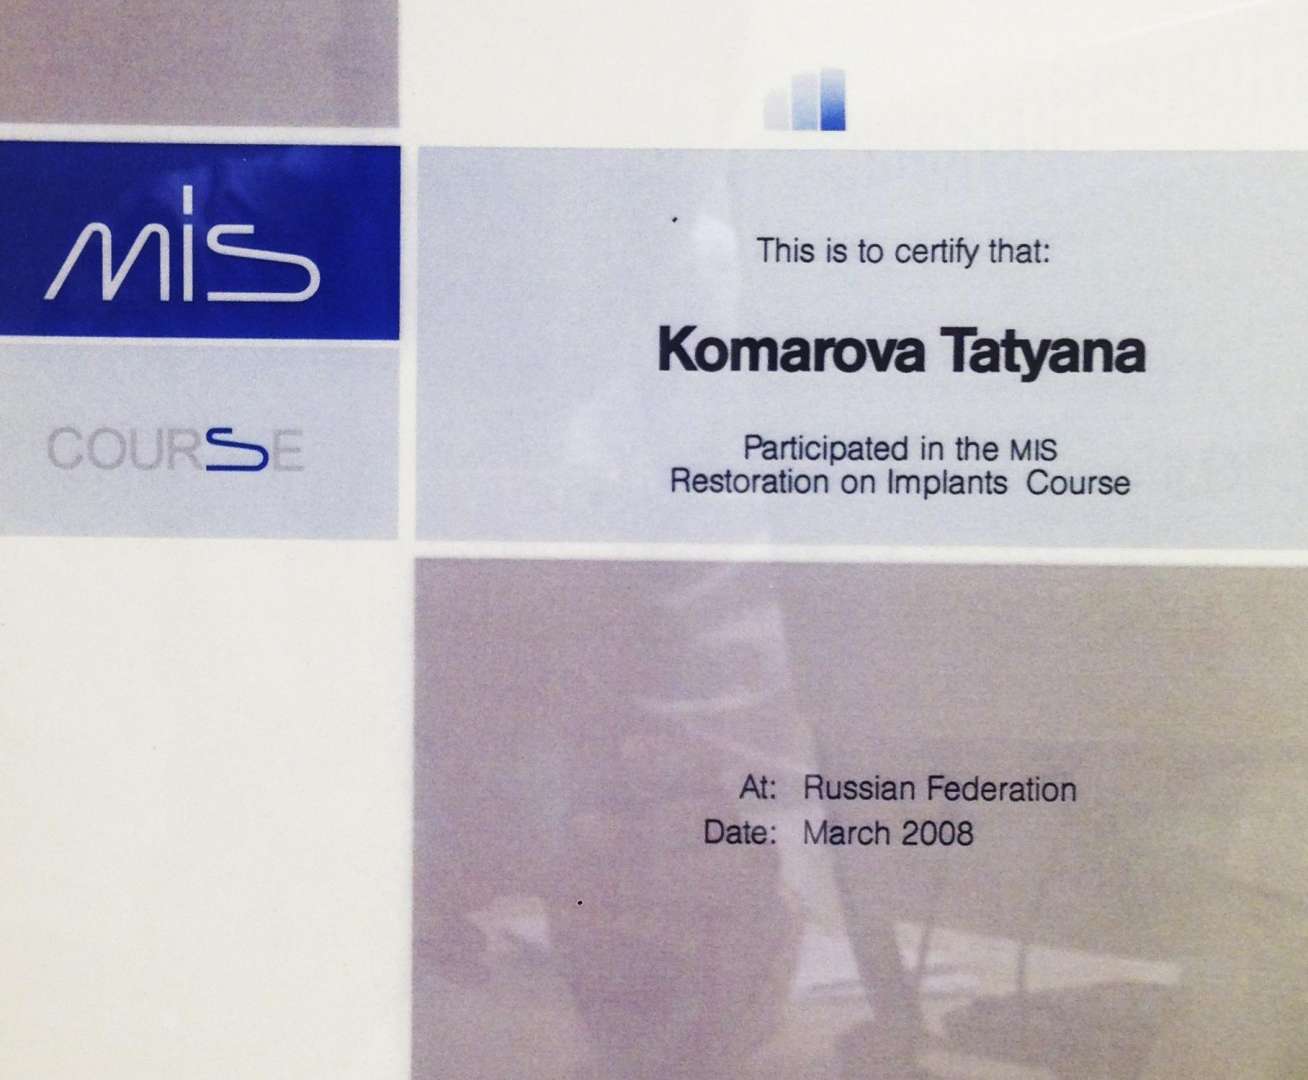 mis
COURSE
This is to certify that:
Komarova Tatyana
Participated in the MIS
Restoration on Implants Course
At: Russian Federation
Date: March 2008